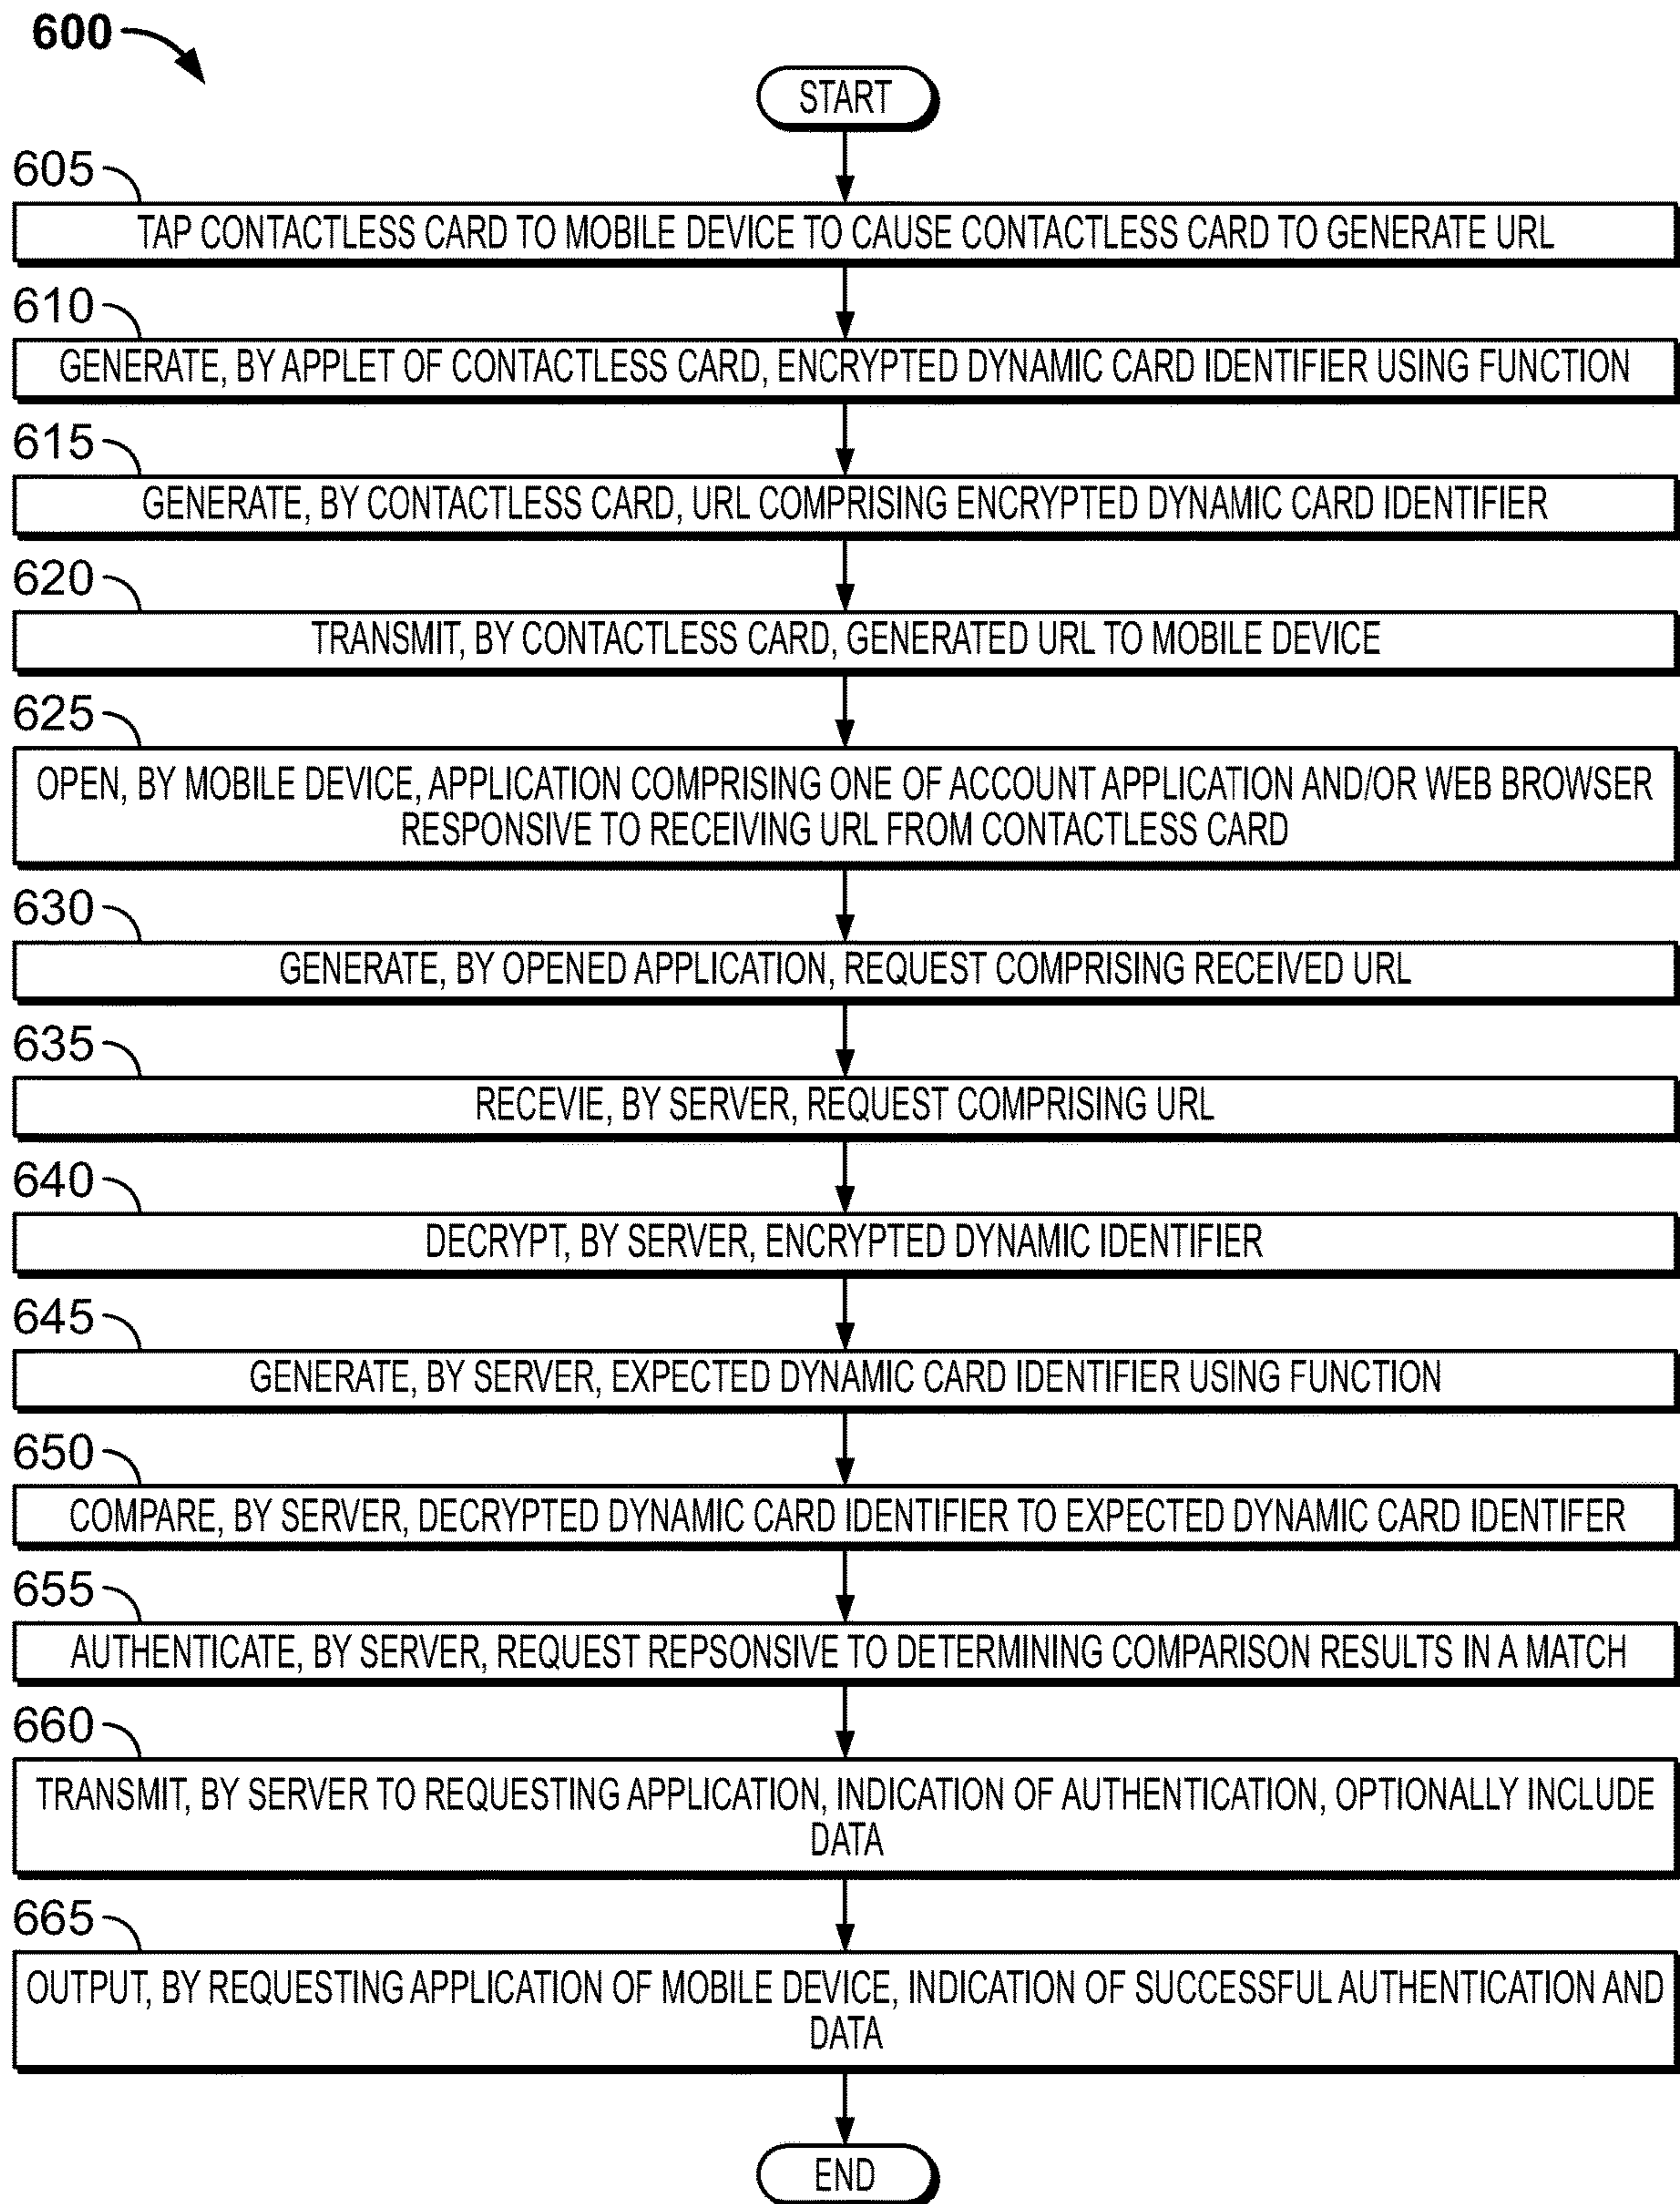 600
START
605
TAP CONTACTLESS CARD TO MOBILE DEVICE TO CAUSE CONTACTLESS CARD TO GENERATE URL
610
GENERATE, BY APPLET OF CONTACTLESS CARD, ENCRYPTED DYNAMIC CARD IDENTIFIER USING FUNCTION
615
GENERATE, BY CONTACTLESS CARD, URL COMPRISING ENCRYPTED DYNAMIC CARD IDENTIFIER
620
TRANSMIT, BY CONTACTLESS CARD, GENERATED URL TO MOBILE DEVICE
625
OPEN, BY MOBILE DEVICE, APPLICATION COMPRISING ONE OF ACCOUNT APPLICATION AND/OR WEB BROWSER
RESPONSIVE TO RECEIVING URL FROM CONTACTLESS CARD
630
GENERATE, BY OPENED APPLICATION, REQUEST COMPRISING RECEIVED URL
635
RECEVIE, BY SERVER, REQUEST COMPRISING URL
640
DECRYPT, BY SERVER, ENCRYPTED DYNAMIC IDENTIFIER
645
GENERATE, BY SERVER, EXPECTED DYNAMIC CARD IDENTIFIER USING FUNCTION
650
COMPARE, BY SERVER, DECRYPTED DYNAMIC CARD IDENTIFIER TO EXPECTED DYNAMIC CARD IDENTIFER
655
AUTHENTICATE, BY SERVER, REQUEST REPSONSIVE TO DETERMINING COMPARISON RESULTS IN A MATCH
660
TRANSMIT, BY SERVER TO REQUESTING APPLICATION, INDICATION OF AUTHENTICATION, OPTIONALLY INCLUDE
DATA
665
OUTPUT, BY REQUESTING APPLICATION OF MOBILE DEVICE, INDICATION OF SUCCESSFUL AUTHENTICATION AND
DATA
END